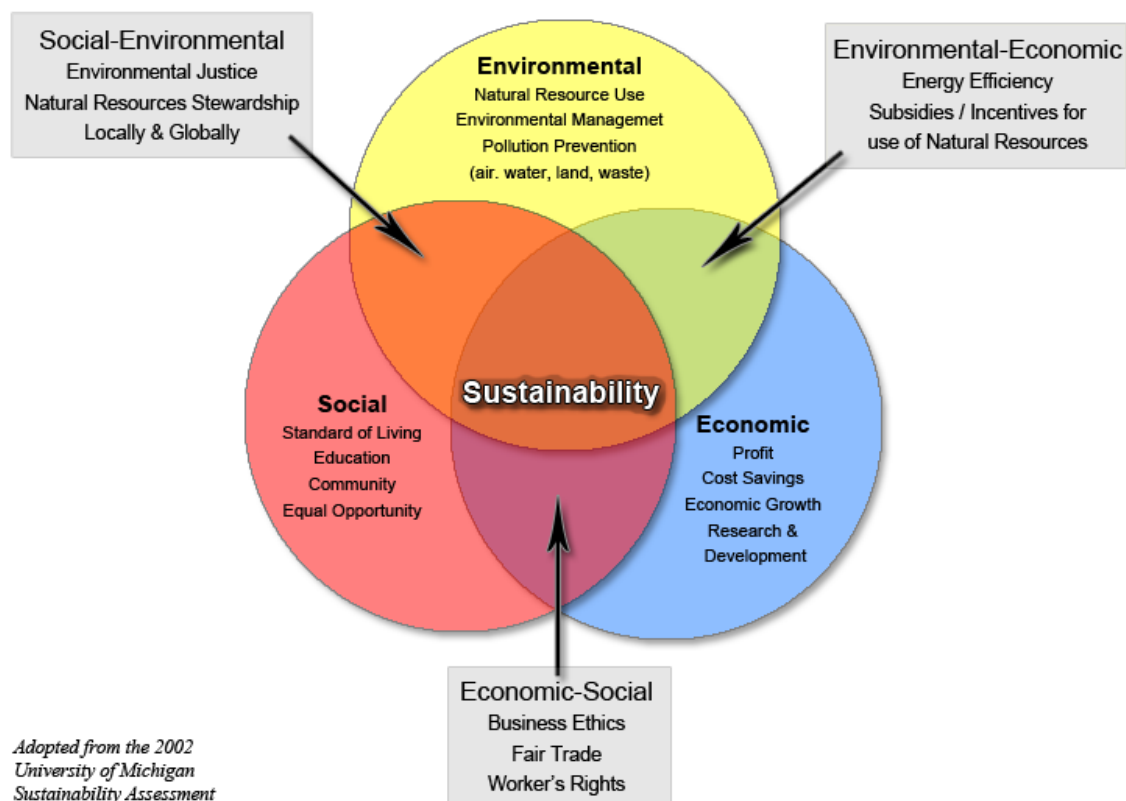 Social-Environmental
Environmental Justice
Natural Resources Stewardship
Locally & Globally
Environmental
Natural Resource Use
Environmental Managemet
Pollution Prevention
(air. water, land, waste)
Environmental-Economic
Energy Efficiency
Subsidies / Incentives for
use of Natural Resources
Sustainability
Social
Standard of Living
Education
Community
Equal Opportunity
Economic
Profit
Cost Savings
Economic Growth
Research &
Development
Economic-Social
Business Ethics
Fair Trade
Worker's Rights
Adopted from the 2002
University of Michigan
Sustainability Assessment